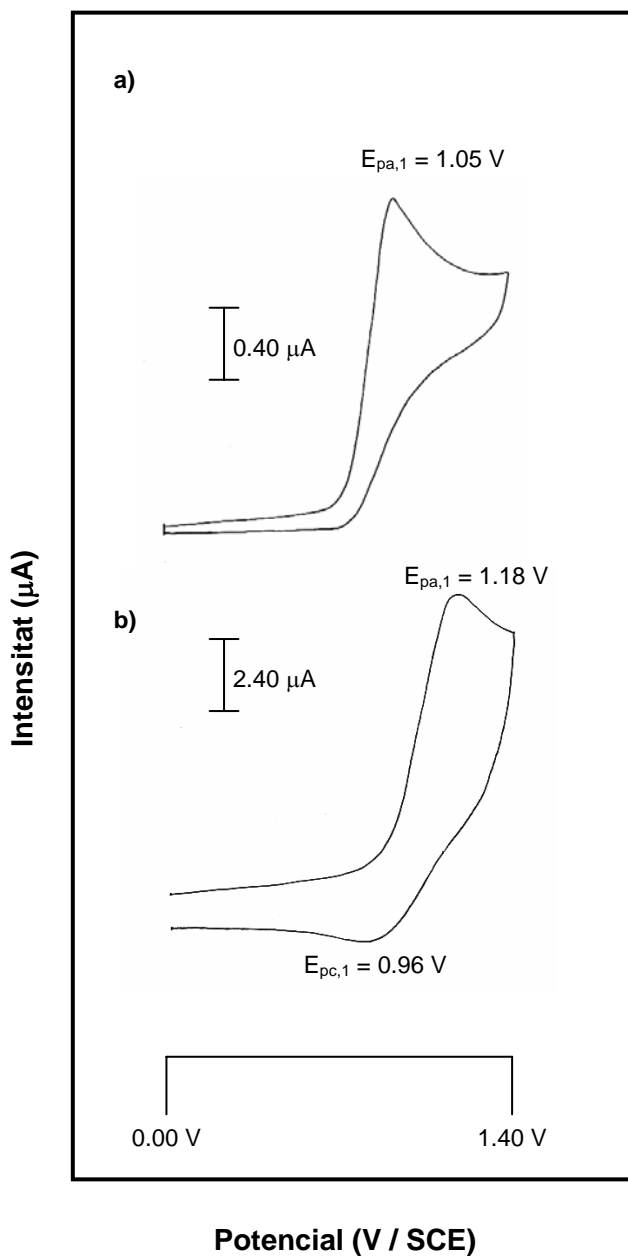 a)
Epa,1 = 1.05 V
0.40 μA
Epa,1 = 1.18 V
b)
2.40 μA
Intensitat (μA)
Epc,1 = 0.96 V
0.00 V
1.40 V
Potencial (V / SCE)